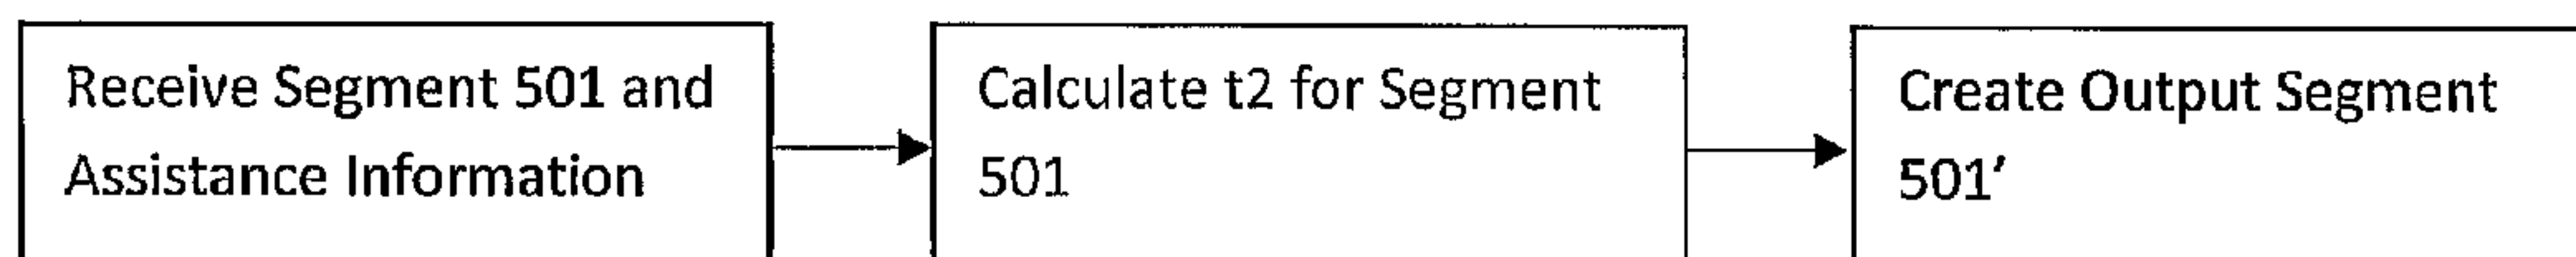 Receive Segment 501 and
Assistance Information
Calculate t2 for Segment
501
Create Output Segment
501′